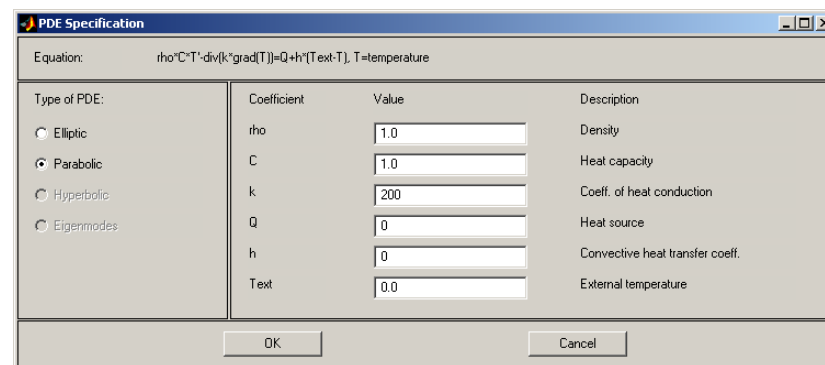 PDE Specification
Equation: rho*C*T'-div(k*grad(T))=Q+h*(Text-T), T=temperature
Type of PDE: Coefficient Value Description
Elliptic rho 1.0 Density
Parabolic C 1.0 Heat capacity
Hyperbolic k 200 Coeff. of heat conduction
Eigenmodes Q 0 Heat source
h 0 Convective heat transfer coeff.
Text 0.0 External temperature
OK Cancel